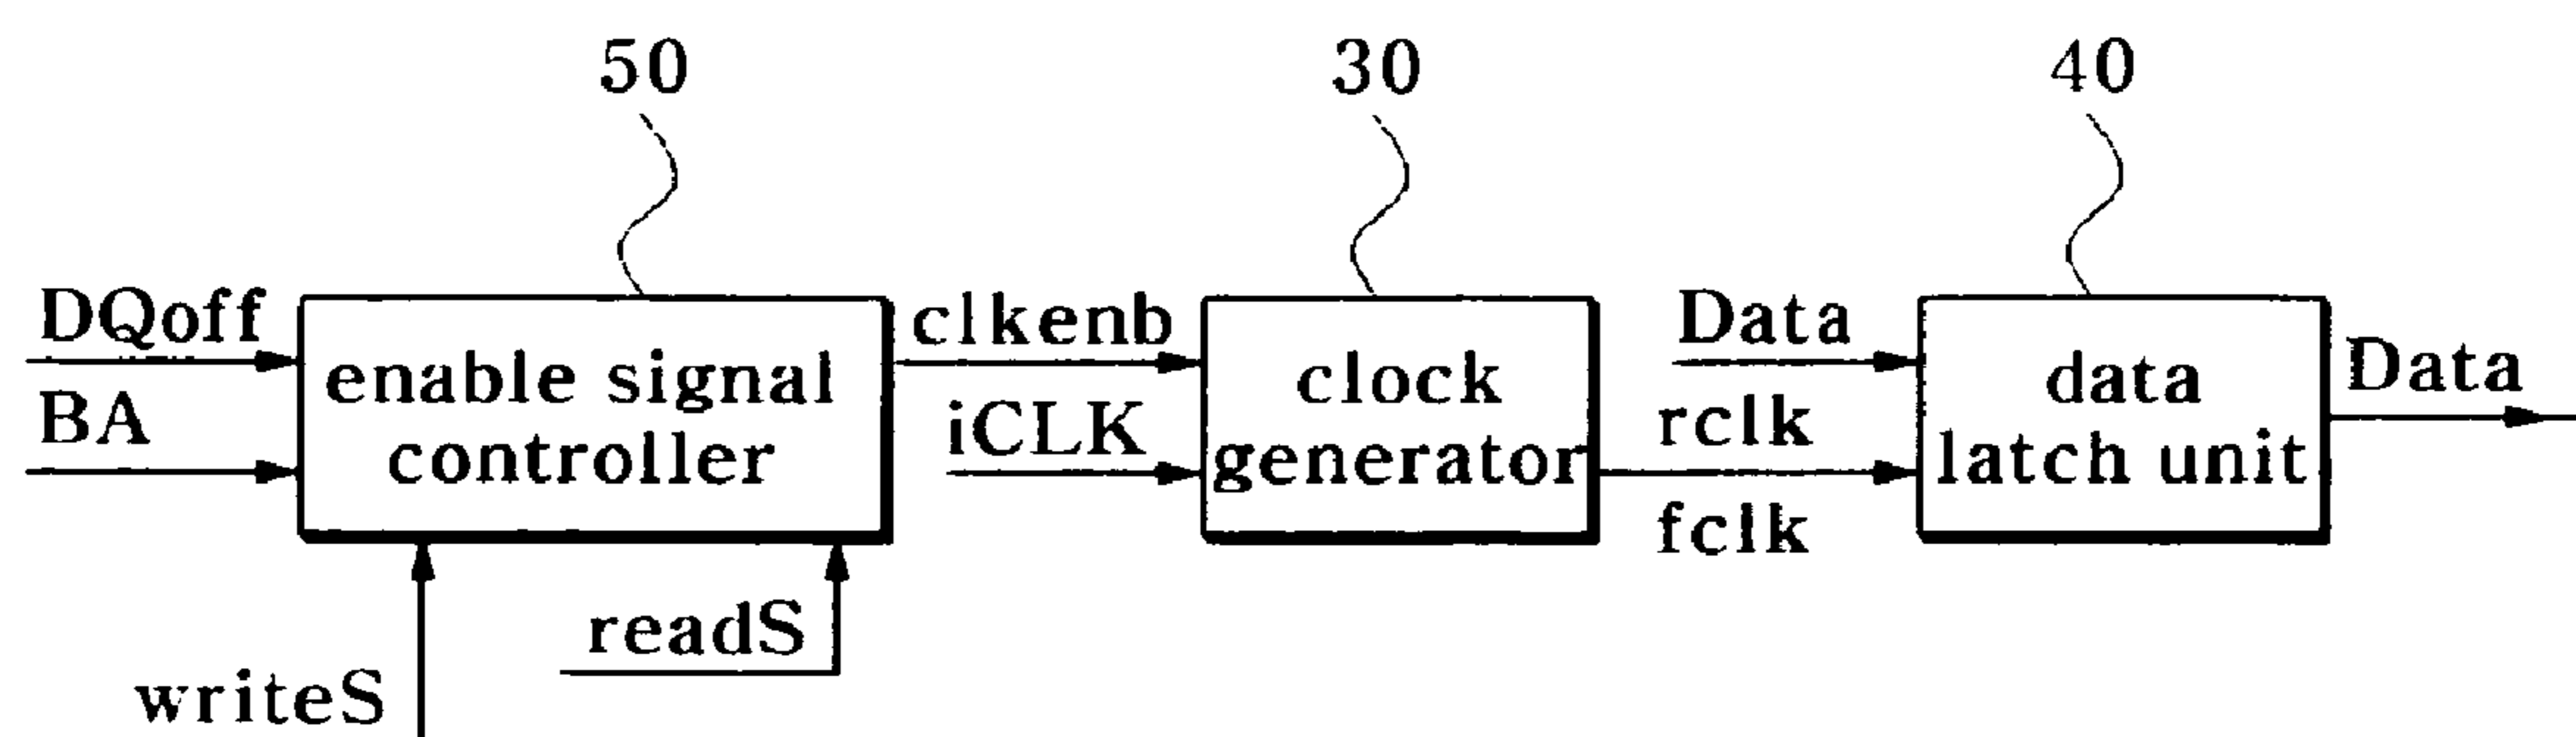 50
30
40
DQoff
BA
enable signal
controller
clkenb
iCLK
clock
generator
Data
rclk
fclk
data
latch unit
Data
readS
writeS